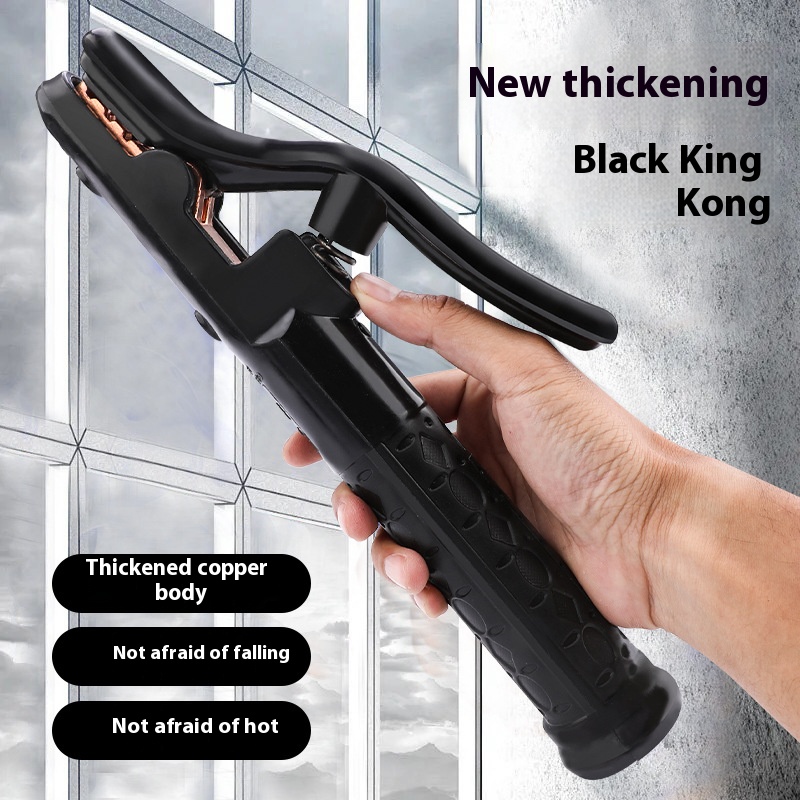 New thickening
Black King
Kong
Thickened copper
body
Not afraid of falling
Not afraid of hot